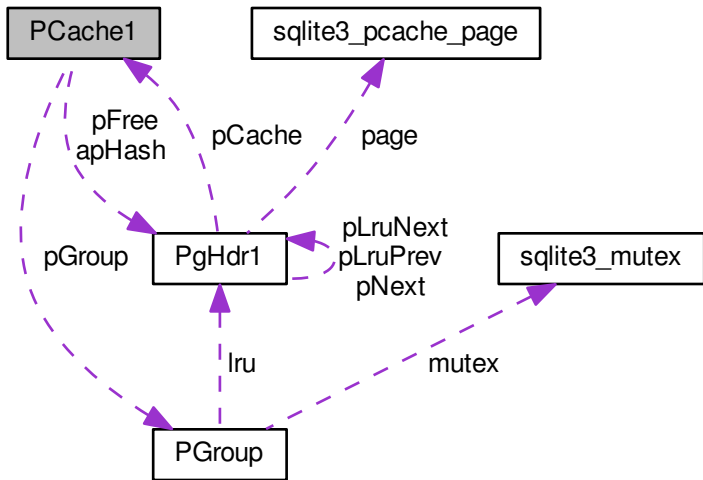 PCache1
sqlite3_pcache_page
pFree
apHash
pCache
page
pGroup
PgHdr1
pLruNext
pLruPrev
pNext
sqlite3_mutex
lru
mutex
PGroup